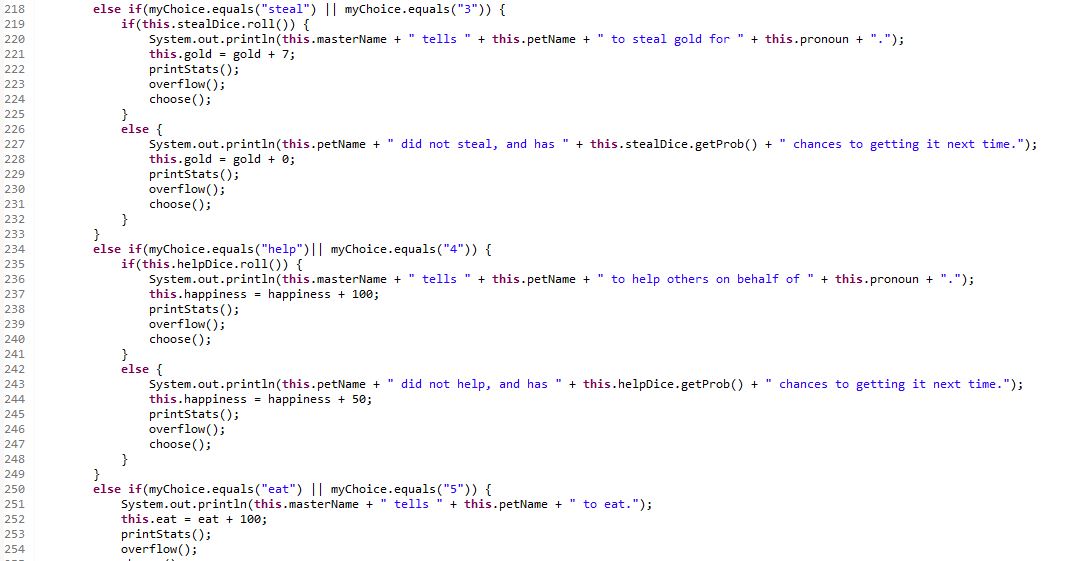 218 else if(myChoice.equals("steal") || myChoice.equals("3")) {
219 if(this.stealDice.roll()) {
220 System.out.println(this.masterName + " tells " + this.petName + " to steal gold for " + this.pronoun + ".");
221 this.gold = gold + 7;
222 printStats();
223 overflow();
224 choose();
225 }
226 else {
227 System.out.println(this.petName + " did not steal, and has " + this.stealDice.getProb() + " chances to getting it next time.");
228 this.gold = gold + 0;
229 printStats();
230 overflow();
231 choose();
232 }
233 }
234 else if(myChoice.equals("help")|| myChoice.equals("4")) {
235 if(this.helpDice.roll()) {
236 System.out.println(this.masterName + " tells " + this.petName + " to help others on behalf of " + this.pronoun + ".");
237 this.happiness = happiness + 100;
238 printStats();
239 overflow();
240 choose();
241 }
242 else {
243 System.out.println(this.petName + " did not help, and has " + this.helpDice.getProb() + " chances to getting it next time.");
244 this.happiness = happiness + 50;
245 printStats();
246 overflow();
247 choose();
248 }
249 }
250 else if(myChoice.equals("eat") || myChoice.equals("5")) {
251 System.out.println(this.masterName + " tells " + this.petName + " to eat.");
252 this.eat = eat + 100;
253 printStats();
254 overflow();